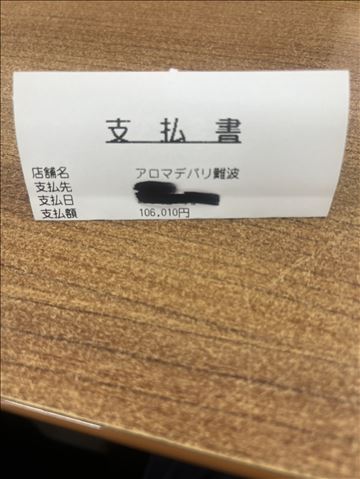 支払書
店舗名 アロマデパリ難波
支払先
支払日
支払額 106,010円